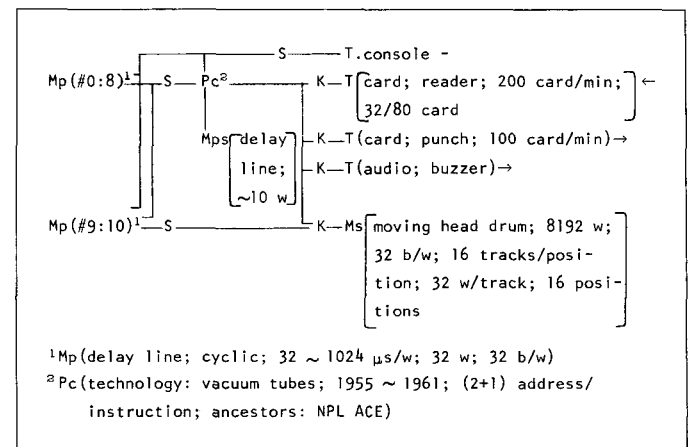 S T.console -
Mp(#0:8)¹ S Pc² K—T[card; reader; 200 card/min; ←
32/80 card]
Mps[delay K—T(card; punch; 100 card/min)→
line; K—T(audio; buzzer)→
~10 w]
Mp(#9:10)¹ S K—Ms[moving head drum; 8192 w;
32 b/w; 16 tracks/posi-
tion; 32 w/track; 16 posi-
tions]
¹Mp(delay line; cyclic; 32 ~ 1024 μs/w; 32 w; 32 b/w)
²Pc(technology: vacuum tubes; 1955 ~ 1961; (2+1) address/
instruction; ancestors: NPL ACE)